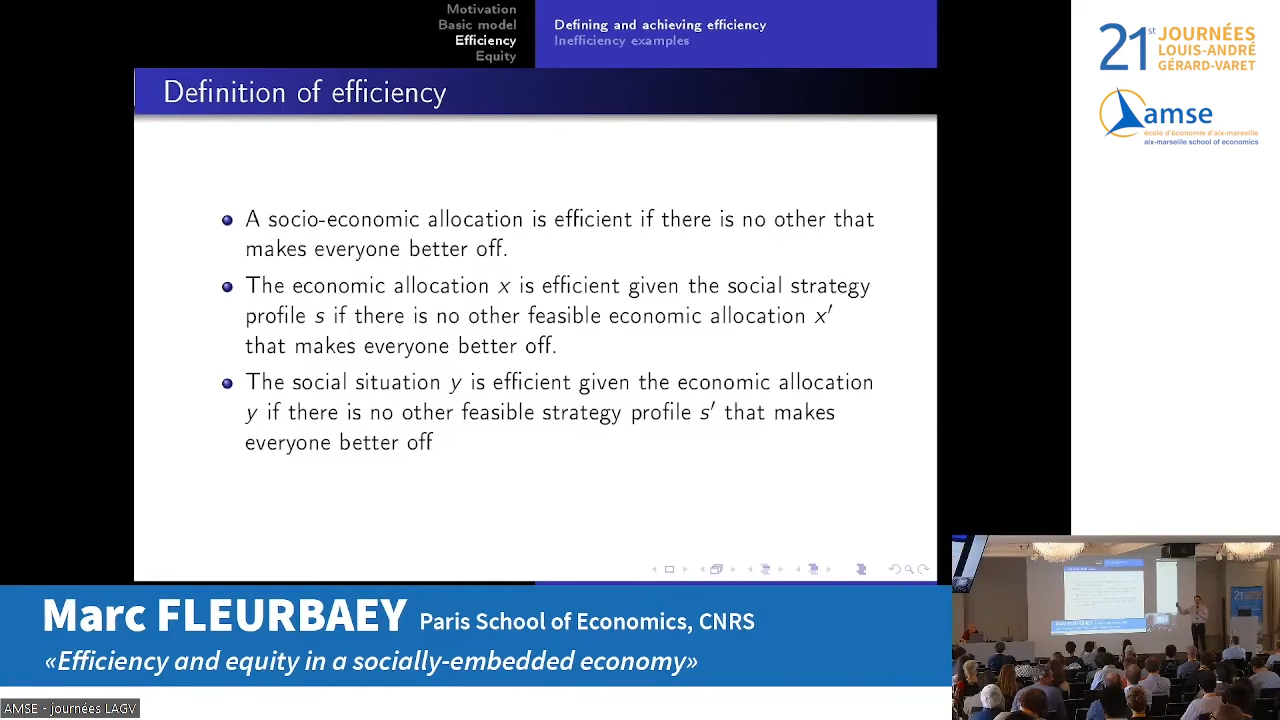 Motivation
Basic model
Efficiency
Equity
Defining and achieving efficiency
Inefficiency examples
Definition of efficiency
A socio-economic allocation is efficient if there is no other that
makes everyone better off.
The economic allocation x is efficient given the social strategy
profile s if there is no other feasible economic allocation x′
that makes everyone better off.
The social situation y is efficient given the economic allocation
y if there is no other feasible strategy profile s′ that makes
everyone better off
21st JOURNÉES
LOUIS-ANDRÉ
GÉRARD-VARET
amse
école d'économie d'aix-marseille
aix-marseille school of economics
Marc FLEURBAEY Paris School of Economics, CNRS
«Efficiency and equity in a socially-embedded economy»
AMSE - journées LAGV